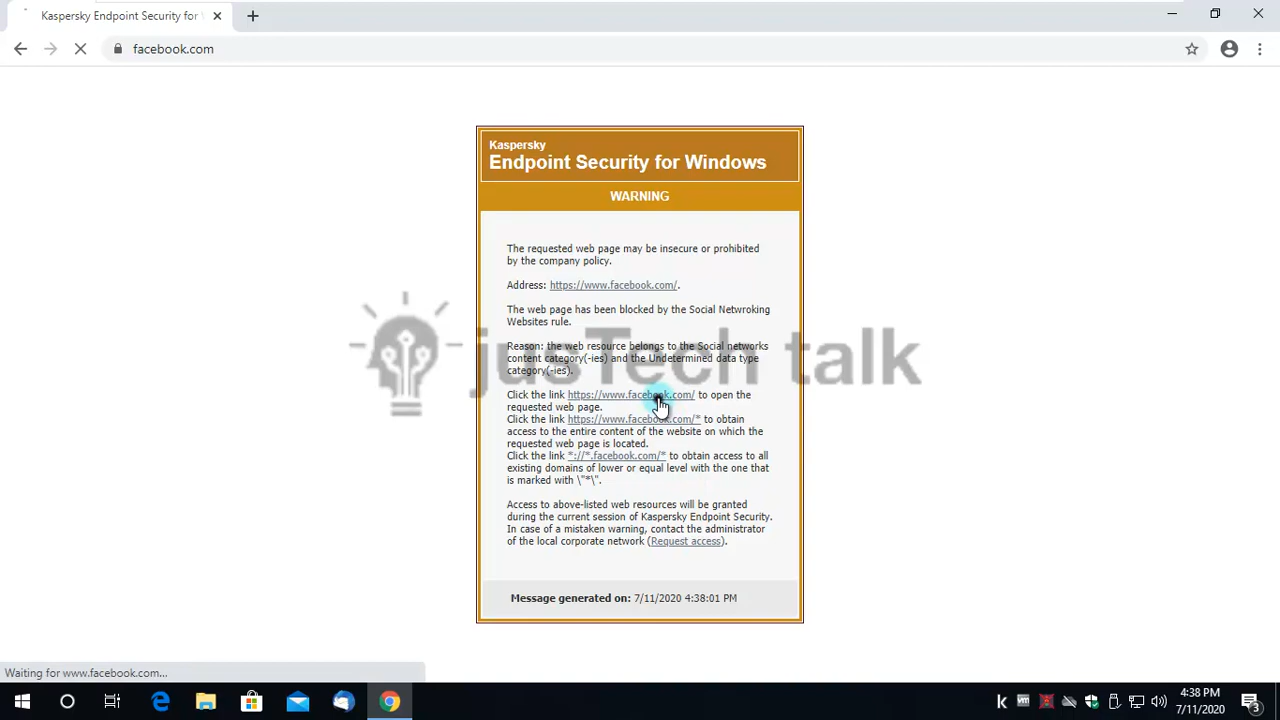 Kaspersky Endpoint Security for
facebook.com
Kaspersky
Endpoint Security for Windows
WARNING
The requested web page may be insecure or prohibited
by the company policy.
Address: https://www.facebook.com/.
The web page has been blocked by the Social Netwroking
Websites rule.
Reason: the web resource belongs to the Social networks
content category(-ies) and the Undetermined data type
category(-ies).
jusTech talk
Click the link https://www.facebook.com/ to open the
requested web page.
Click the link https://www.facebook.com/* to obtain
access to the entire content of the website on which the
requested web page is located.
Click the link *://*.facebook.com/* to obtain access to all
existing domains of lower or equal level with the one that
is marked with \"*\".
Access to above-listed web resources will be granted
during the current session of Kaspersky Endpoint Security.
In case of a mistaken warning, contact the administrator
of the local corporate network (Request access).
Message generated on: 7/11/2020 4:38:01 PM
Waiting for www.facebook.com...
4:38 PM
7/11/2020
3